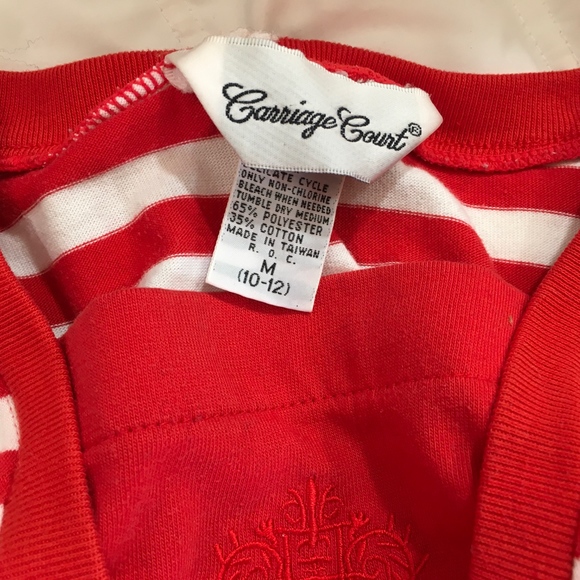 Carriage Court®
DELICATE CYCLE
ONLY NON-CHLORINE
BLEACH WHEN NEEDED
TUMBLE DRY MEDIUM
65% POLYESTER
35% COTTON
MADE IN TAIWAN
R. O. C.
M
(10-12)